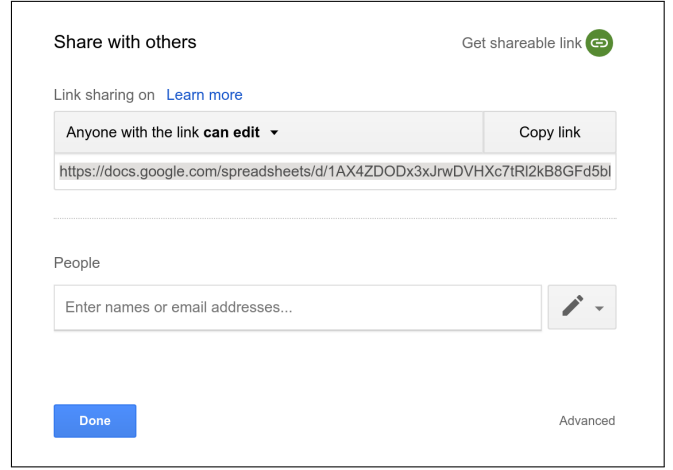 Share with others
Get shareable link
Link sharing on Learn more
Anyone with the link can edit
Copy link
https://docs.google.com/spreadsheets/d/1AX4ZDODx3xJrwDVHXc7tRl2kB8GFd5bl
People
Enter names or email addresses...
Done
Advanced